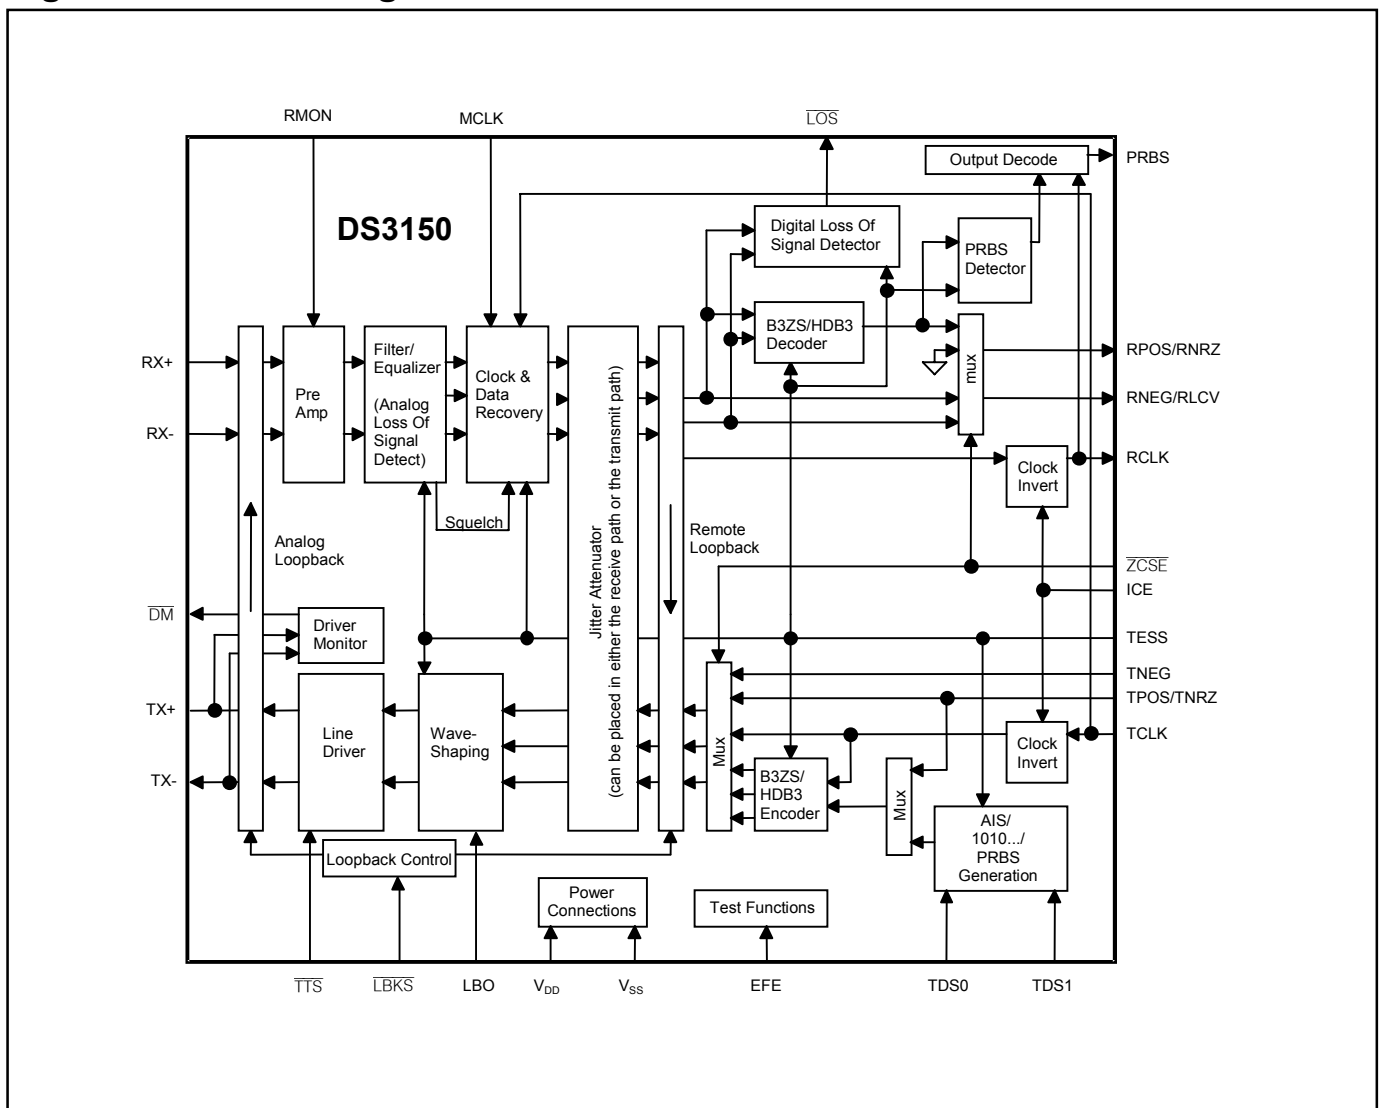 RMON
MCLK
LOS
Output Decode
PRBS
DS3150
Digital Loss Of
Signal Detector
PRBS
Detector
B3ZS/HDB3
Decoder
mux
RX+
RX-
Pre
Amp
Filter/
Equalizer
(Analog
Loss Of
Signal
Detect)
Clock &
Data
Recovery
Squelch
Jitter Attenuator
(can be placed in either the receive path or the transmit path)
RPOS/RNRZ
RNEG/RLCV
RCLK
Clock
Invert
Analog
Loopback
Remote
Loopback
ZCSE
ICE
TESS
TNEG
TPOS/TNRZ
TCLK
DM
Driver
Monitor
TX+
TX-
Line
Driver
Wave-
Shaping
Mux
B3ZS/
HDB3
Encoder
Mux
Clock
Invert
AIS/
1010.../
PRBS
Generation
Loopback Control
Power
Connections
Test Functions
TTS
LBKS
LBO
VDD
VSS
EFE
TDS0
TDS1